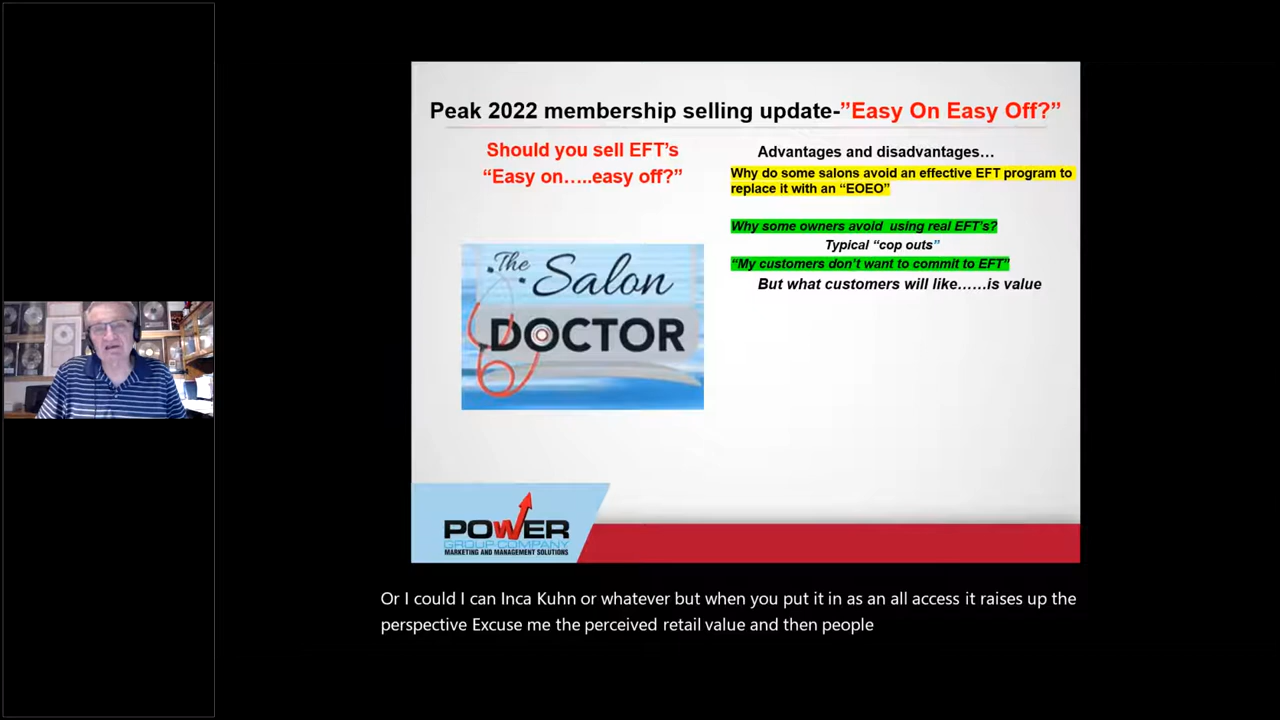 Peak 2022 membership selling update-”Easy On Easy Off?”
Should you sell EFT’s
“Easy on…..easy off?”
Advantages and disadvantages…
Why do some salons avoid an effective EFT program to
replace it with an “EOEO”
Why some owners avoid using real EFT’s?
Typical “cop outs”
“My customers don’t want to commit to EFT”
But what customers will like……is value
The Salon
DOCTOR
POWER
GROUP COMPANY
MARKETING AND MANAGEMENT SOLUTIONS
Or I could I can Inca Kuhn or whatever but when you put it in as an all access it raises up the
perspective Excuse me the perceived retail value and then people